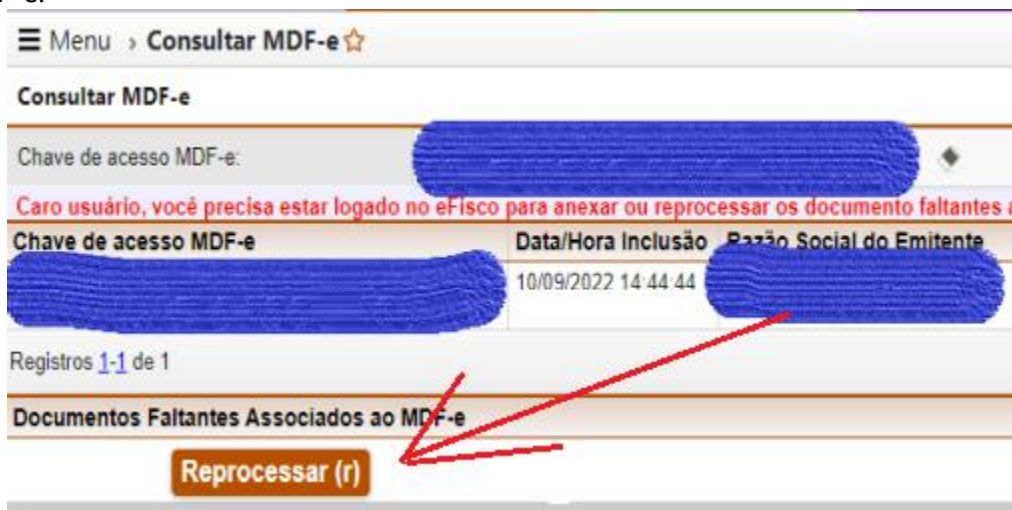 Menu › Consultar MDF-e
Consultar MDF-e
Chave de acesso MDF-e:
Caro usuário, você precisa estar logado no eFisco para anexar ou reprocessar os documento faltantes a
Chave de acesso MDF-e Data/Hora Inclusão Razão Social do Emitente
10/09/2022 14:44:44
Registros 1-1 de 1
Documentos Faltantes Associados ao MDF-e
Reprocessar (r)